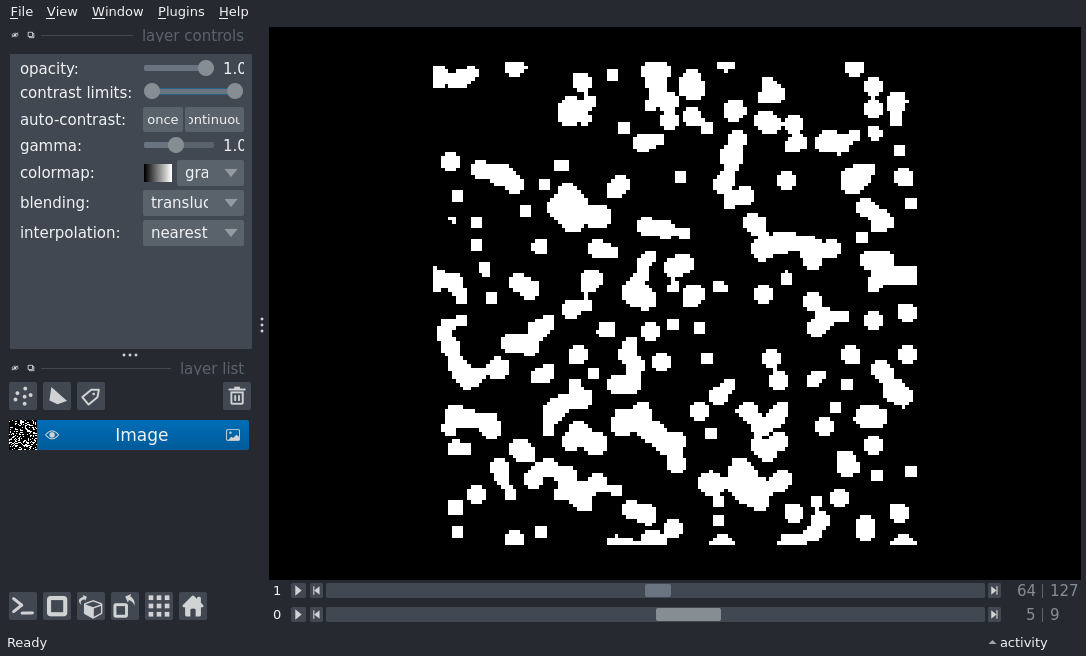 File View Window Plugins Help
layer controls
opacity: 1.0
contrast limits:
auto-contrast: once ontinuou
gamma: 1.0
colormap: gra
blending: transluc
interpolation: nearest
layer list
Image
1 64 | 127
0 5 | 9
Ready activity